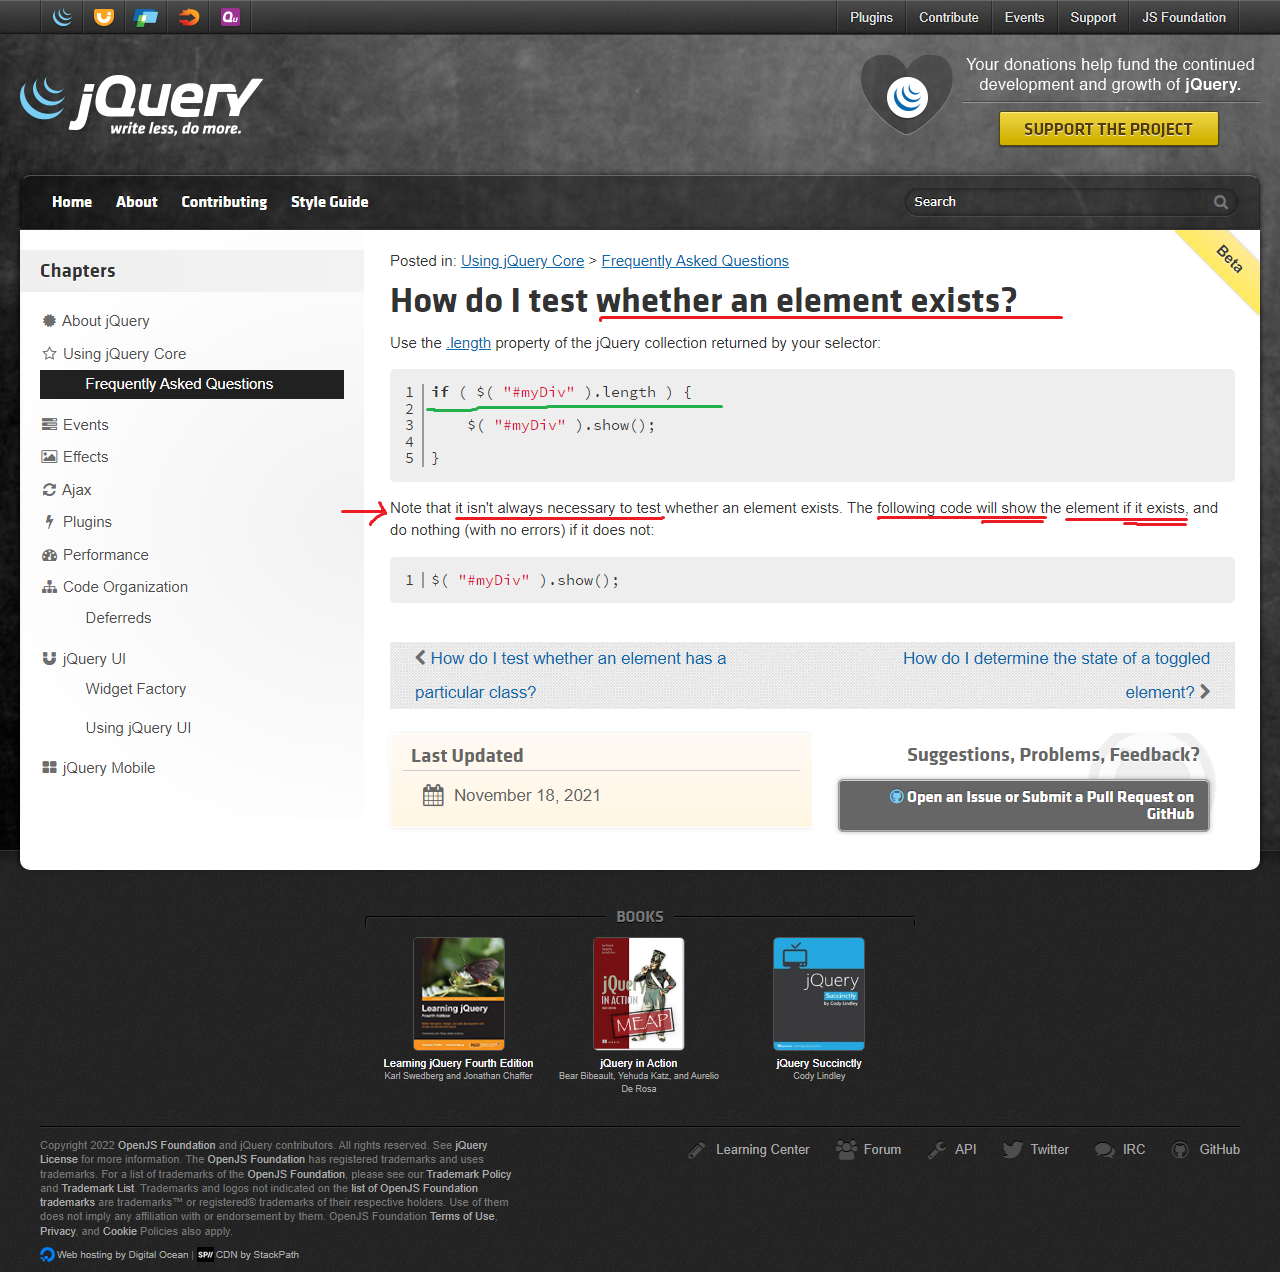 Plugins Contribute Events Support JS Foundation
jQuery
write less, do more.
Your donations help fund the continued
development and growth of jQuery.
SUPPORT THE PROJECT
Home About Contributing Style Guide
Search
Beta
Chapters
About jQuery
Using jQuery Core
Frequently Asked Questions
Events
Effects
Ajax
Plugins
Performance
Code Organization
Deferreds
jQuery UI
Widget Factory
Using jQuery UI
jQuery Mobile
Posted in: Using jQuery Core > Frequently Asked Questions
How do I test whether an element exists?
Use the .length property of the jQuery collection returned by your selector:
1 if ( $( "#myDiv" ).length ) {
2
3 $( "#myDiv" ).show();
4
5 }
Note that it isn't always necessary to test whether an element exists. The following code will show the element if it exists, and
do nothing (with no errors) if it does not:
1 $( "#myDiv" ).show();
How do I test whether an element has a
particular class?
How do I determine the state of a toggled
element?
Last Updated
November 18, 2021
Suggestions, Problems, Feedback?
Open an Issue or Submit a Pull Request on
GitHub
BOOKS
Learning jQuery
Fourth Edition
Learning jQuery Fourth Edition
Karl Swedberg and Jonathan Chaffer
jQuery
IN ACTION
MEAP
jQuery in Action
Bear Bibeault, Yehuda Katz, and Aurelio
De Rosa
jQuery
Succinctly
by Cody Lindley
jQuery Succinctly
Cody Lindley
Copyright 2022 OpenJS Foundation and jQuery contributors. All rights reserved. See jQuery
License for more information. The OpenJS Foundation has registered trademarks and uses
trademarks. For a list of trademarks of the OpenJS Foundation, please see our Trademark Policy
and Trademark List. Trademarks and logos not indicated on the list of OpenJS Foundation
trademarks are trademarks™ or registered® trademarks of their respective holders. Use of them
does not imply any affiliation with or endorsement by them. OpenJS Foundation Terms of Use,
Privacy, and Cookie Policies also apply.
Web hosting by Digital Ocean | SP// CDN by StackPath
Learning Center Forum API Twitter IRC GitHub